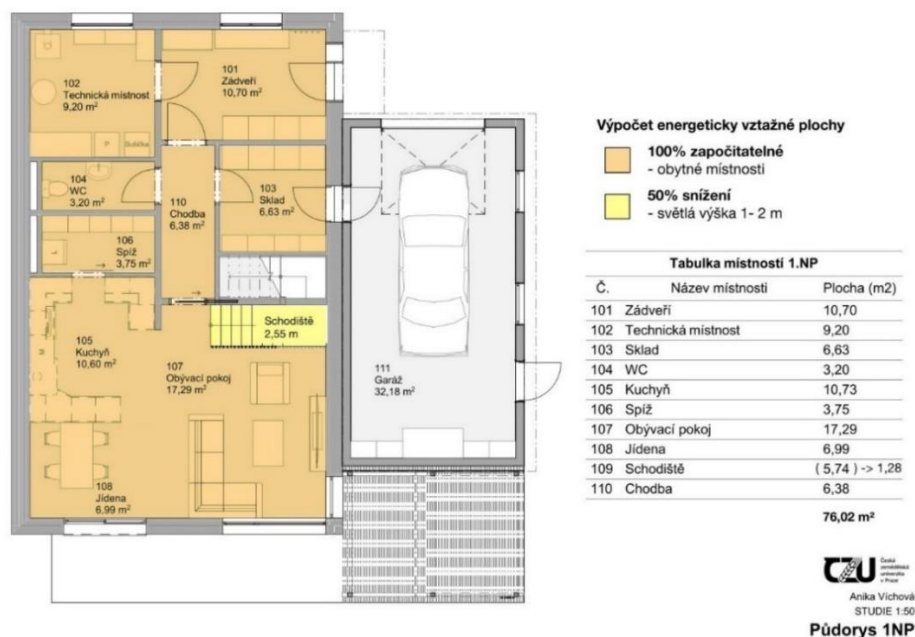 102
Technická místnost
9,20 m²
101
Zádveří
10,70 m²
P
Sušička
104
WC
3,20 m²
110
Chodba
6,38 m²
103
Sklad
6,63 m²
106
Spíž
3,75 m²
L
Schodiště
2,55 m
105
Kuchyň
10,60 m²
M
107
Obývací pokoj
17,29 m²
111
Garáž
32,18 m²
108
Jídena
6,99 m²
Výpočet energeticky vztažné plochy
100% započitatelné
- obytné místnosti
50% snížení
- světlá výška 1- 2 m
Tabulka místností 1.NP
Č. Název místnosti Plocha (m2)
101 Zádveří 10,70
102 Technická místnost 9,20
103 Sklad 6,63
104 WC 3,20
105 Kuchyň 10,73
106 Spíž 3,75
107 Obývací pokoj 17,29
108 Jídena 6,99
109 Schodiště ( 5,74 ) -> 1,28
110 Chodba 6,38
76,02 m²
CZU
Česká
zemědělská
univerzita
v Praze
Anika Víchová
STUDIE 1:50
Půdorys 1NP